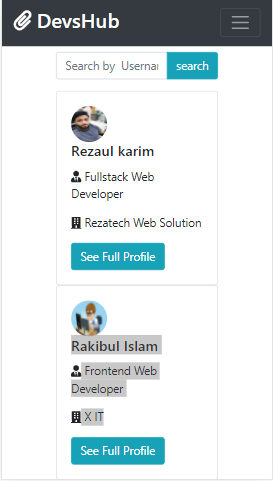 DevsHub
Search by Usernam
search
Rezaul karim
Fullstack Web
Developer
Rezatech Web Solution
See Full Profile
Rakibul Islam
Frontend Web
Developer
X IT
See Full Profile